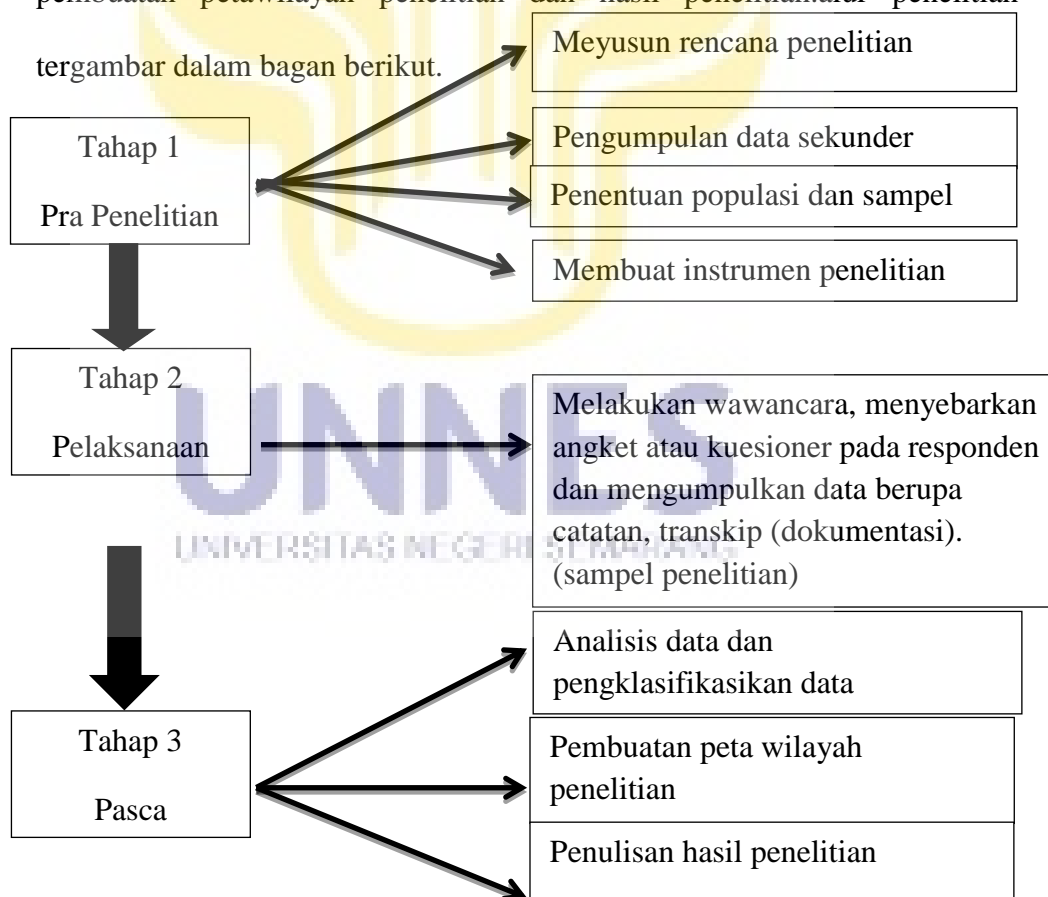 pembuatan petawilayah penelitian dan hasil penelitian.alur penelitian
tergambar dalam bagan berikut.
Meyusun rencana penelitian
Tahap 1
Pra Penelitian
Pengumpulan data sekunder
Penentuan populasi dan sampel
Membuat instrumen penelitian
Tahap 2
Pelaksanaan
Melakukan wawancara, menyebarkan
angket atau kuesioner pada responden
dan mengumpulkan data berupa
catatan, transkip (dokumentasi).
(sampel penelitian)
UNNES
UNIVERSITAS NEGERI SEMARANG
Analisis data dan
pengklasifikasikan data
Tahap 3
Pasca
Pembuatan peta wilayah
penelitian
Penulisan hasil penelitian